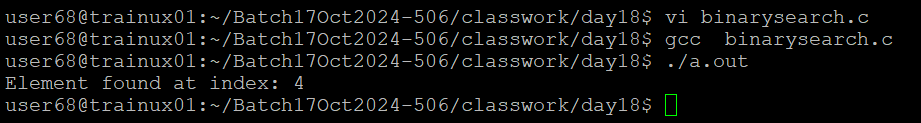 user68@trainux01:~/Batch17Oct2024-506/classwork/day18$ vi binarysearch.c
user68@trainux01:~/Batch17Oct2024-506/classwork/day18$ gcc  binarysearch.c
user68@trainux01:~/Batch17Oct2024-506/classwork/day18$ ./a.out
Element found at index: 4
user68@trainux01:~/Batch17Oct2024-506/classwork/day18$